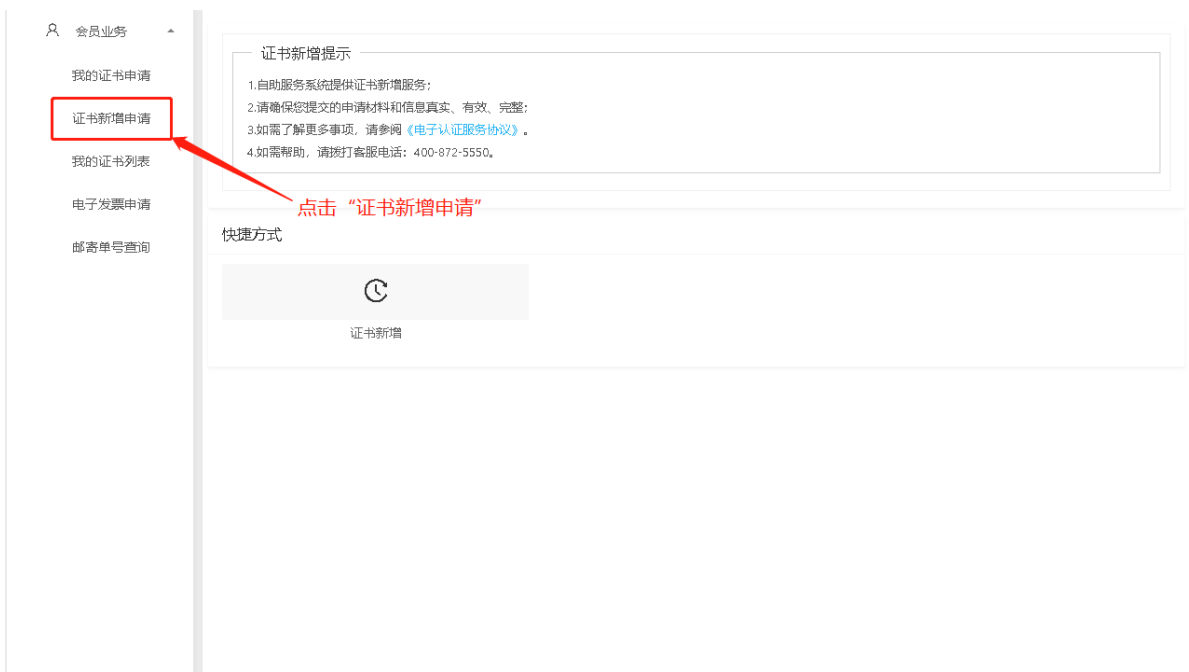 会员业务
我的证书申请
证书新增申请
我的证书列表
电子发票申请
邮寄单号查询
证书新增提示
1.自助服务系统提供证书新增服务；
2.请确保您提交的申请材料和信息真实、有效、完整；
3.如需了解更多事项，请参阅《电子认证服务协议》。
4.如需帮助，请拨打客服电话：400-872-5550。
点击“证书新增申请”
快捷方式
证书新增